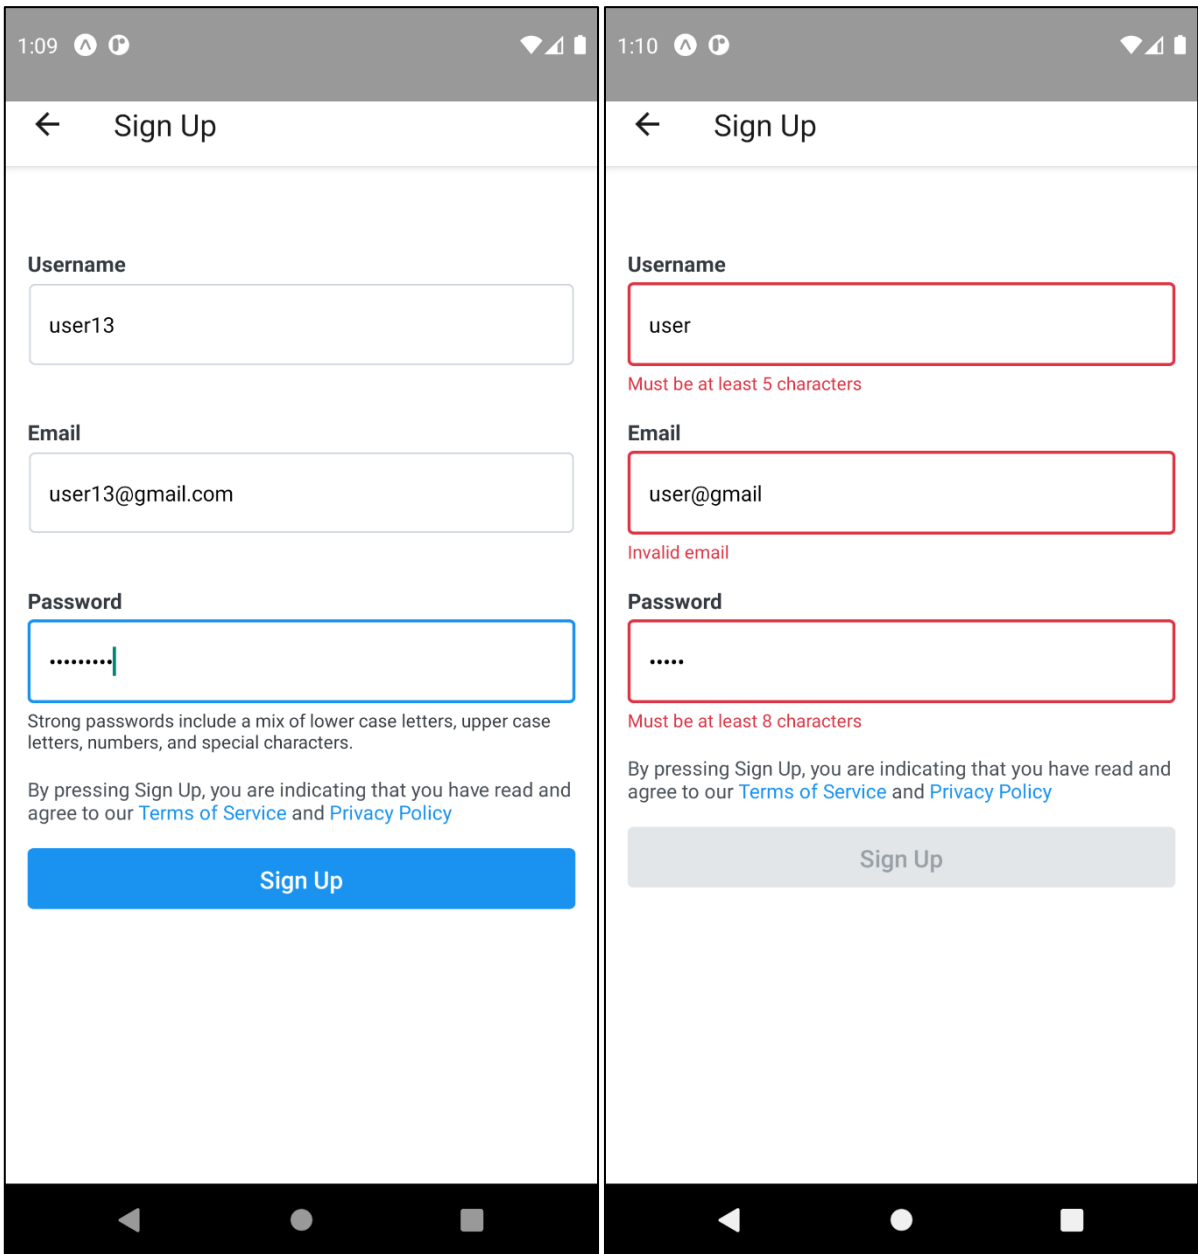 1:09
Sign Up
Username
user13
Email
user13@gmail.com
Password
•••••••••
Strong passwords include a mix of lower case letters, upper case
letters, numbers, and special characters.
By pressing Sign Up, you are indicating that you have read and
agree to our Terms of Service and Privacy Policy
Sign Up
1:10
Sign Up
Username
user
Must be at least 5 characters
Email
user@gmail
Invalid email
Password
•••••
Must be at least 8 characters
By pressing Sign Up, you are indicating that you have read and
agree to our Terms of Service and Privacy Policy
Sign Up